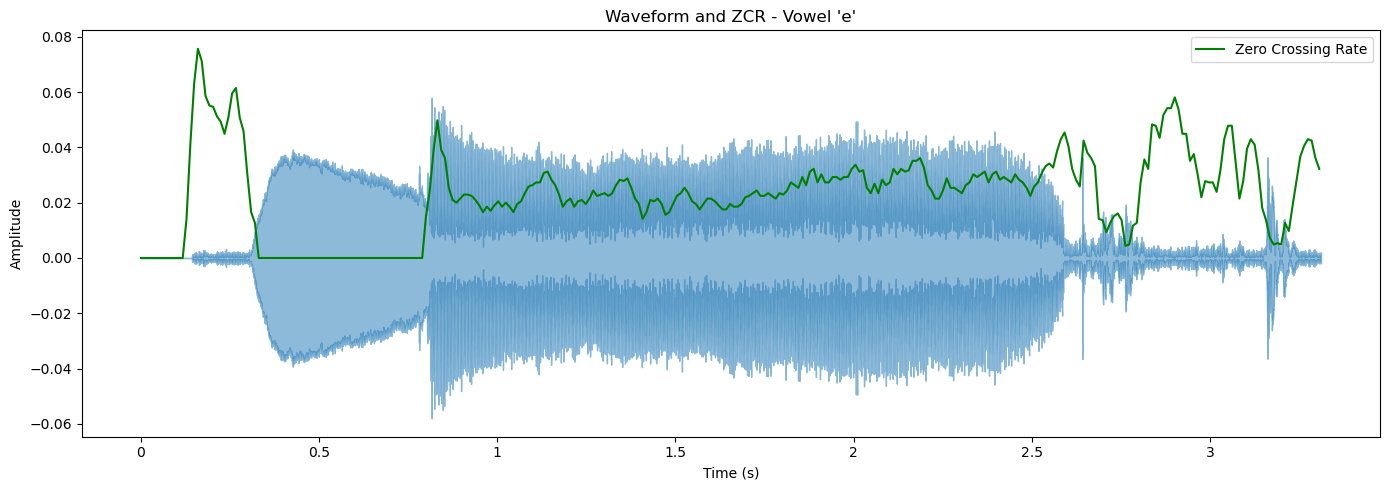 Waveform and ZCR - Vowel 'e'
Zero Crossing Rate
Amplitude
0.08
0.06
0.04
0.02
0.00
−0.02
−0.04
−0.06
0 0.5 1 1.5 2 2.5 3
Time (s)